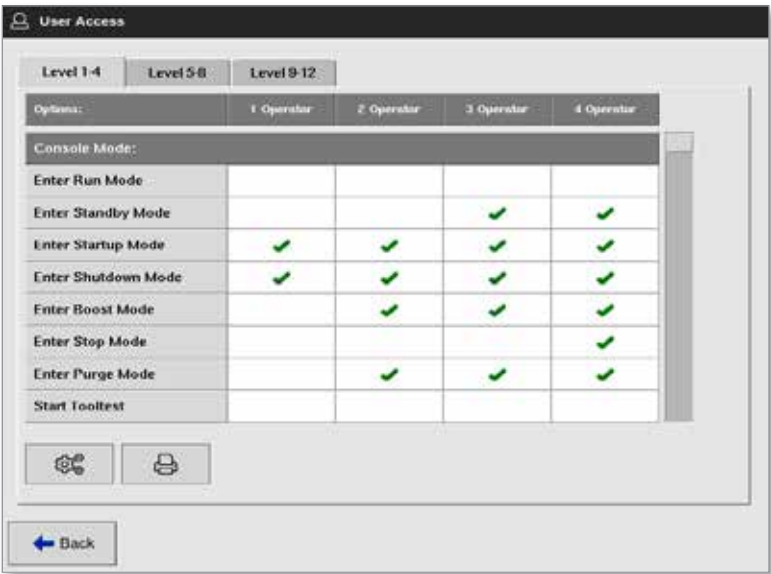 User Access
Level 1-4 Level 5-8 Level 9-12
Options: 1 Operator 2 Operator 3 Operator 4 Operator
Console Mode:
Enter Run Mode
Enter Standby Mode
Enter Startup Mode
Enter Shutdown Mode
Enter Boost Mode
Enter Stop Mode
Enter Purge Mode
Start Tooltest
Back